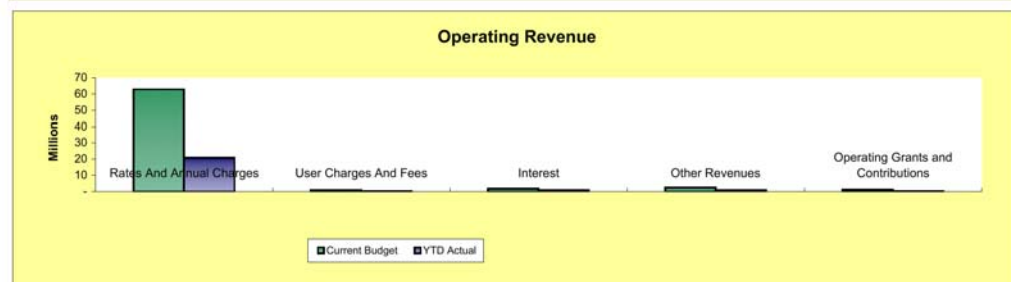 Operating Revenue
Millions
70
60
50
40
30
20
10
-
Rates And Annual Charges
User Charges And Fees
Interest
Other Revenues
Operating Grants and
Contributions
Current Budget
YTD Actual